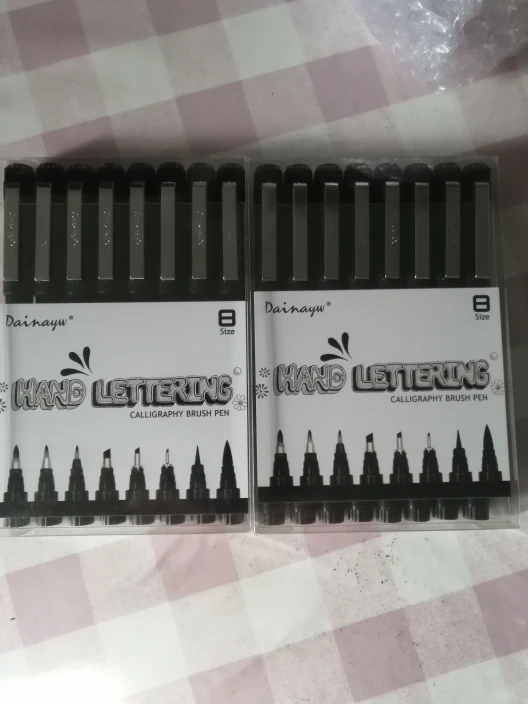 Dainayw®
8
Size
HAND LETTERING
CALLIGRAPHY BRUSH PEN
Dainayw®
8
Size
HAND LETTERING
CALLIGRAPHY BRUSH PEN